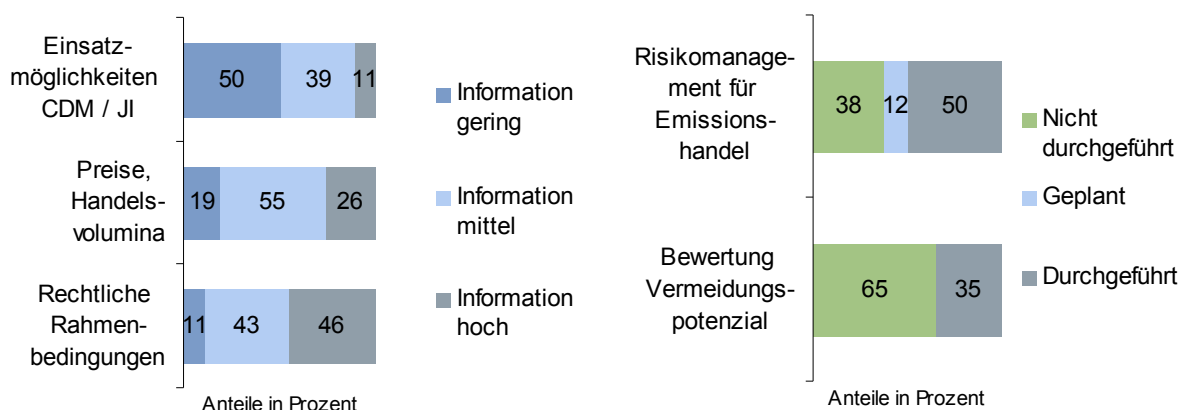 Einsatz-
möglichkeiten
CDM / JI
50 39 11
Preise,
Handels-
volumina
19 55 26
Rechtliche
Rahmen-
bedingungen
11 43 46
Anteile in Prozent
Information
gering
Information
mittel
Information
hoch
Risikomanage-
ment für
Emissions-
handel
38 12 50
Bewertung
Vermeidungs-
potenzial
65 35
Anteile in Prozent
Nicht
durchgeführt
Geplant
Durchgeführt